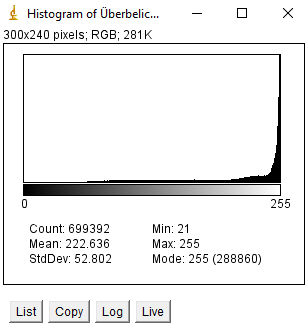 Histogram of Überbelic...
300x240 pixels; RGB; 281K
0 255
Count: 699392 Min: 21
Mean: 222.636 Max: 255
StdDev: 52.802 Mode: 255 (288860)
List Copy Log Live